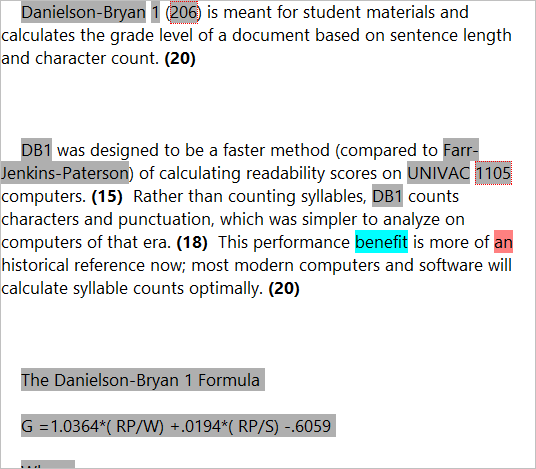 Danielson-Bryan 1 (206) is meant for student materials and
calculates the grade level of a document based on sentence length
and character count. (20)
DB1 was designed to be a faster method (compared to Farr-
Jenkins-Paterson) of calculating readability scores on UNIVAC 1105
computers. (15) Rather than counting syllables, DB1 counts
characters and punctuation, which was simpler to analyze on
computers of that era. (18) This performance benefit is more of an
historical reference now; most modern computers and software will
calculate syllable counts optimally. (20)
The Danielson-Bryan 1 Formula
G =1.0364*( RP/W) +.0194*( RP/S) -.6059